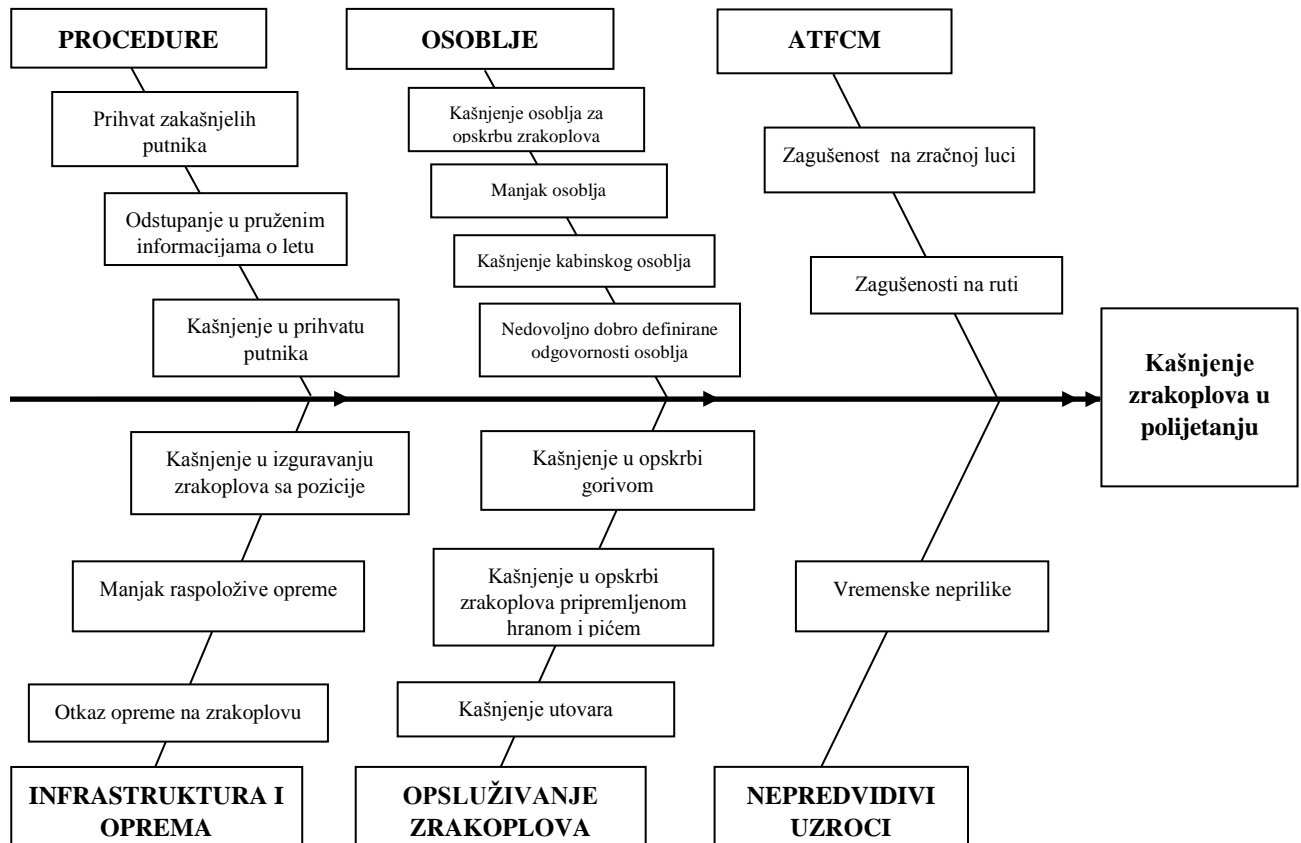 PROCEDURE
OSOBLJE
ATFCM
Prihvat zakašnjelih
putnika
Odstupanje u pruženim
informacijama o letu
Kašnjenje u prihvatu
putnika
Kašnjenje osoblja za
opskrbu zrakoplova
Manjak osoblja
Kašnjenje kabinskog osoblja
Nedovoljno dobro definirane
odgovornosti osoblja
Zagušenost na zračnoj luci
Zagušenosti na ruti
Kašnjenje
zrakoplova u
polijetanju
Kašnjenje u izguravanju
zrakoplova sa pozicije
Manjak raspoložive opreme
Otkaz opreme na zrakoplovu
Kašnjenje u opskrbi
gorivom
Kašnjenje u opskrbi
zrakoplova pripremljenom
hranom i pićem
Kašnjenje utovara
Vremenske neprilike
INFRASTRUKTURA I
OPREMA
OPSLUŽIVANJE
ZRAKOPLOVA
NEPREDVIDIVI
UZROCI